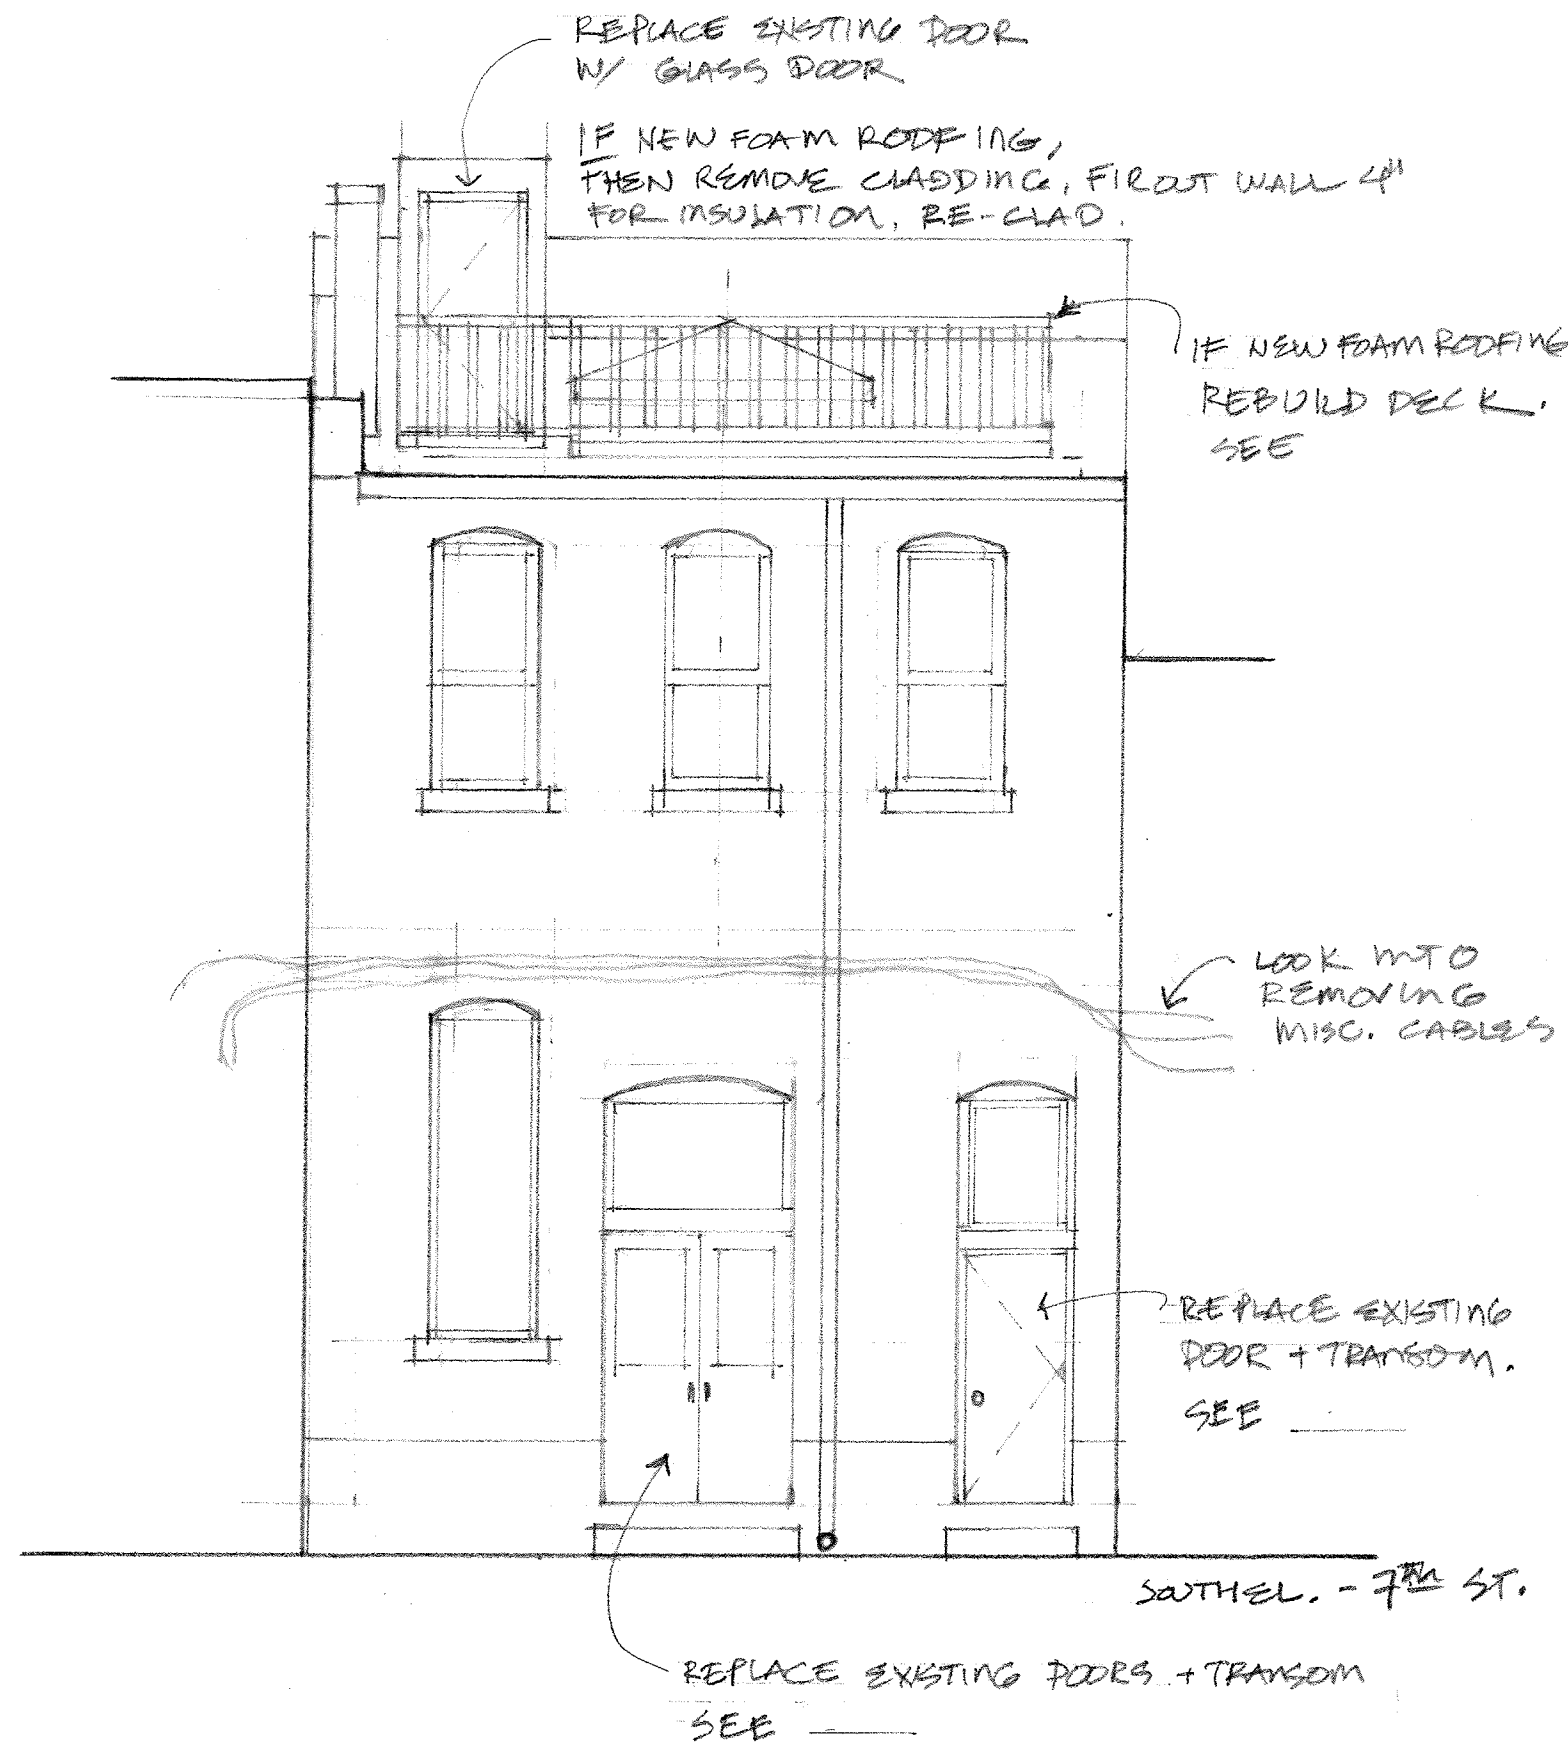 REPLACE EXISTING DOOR
W/ GLASS DOOR
IF NEW FOAM ROOFING,
THEN REMOVE CLADDING, FIR OUT WALL 4"
FOR INSULATION, RE-CLAD.
IF NEW FOAM ROOFING
REBUILD DECK.
SEE
LOOK INTO
REMOVING
MISC. CABLES
REPLACE EXISTING
DOOR + TRANSOM.
SEE ____
SOUTH EL. - 7TH ST.
REPLACE EXISTING DOORS + TRANSOM
SEE ____